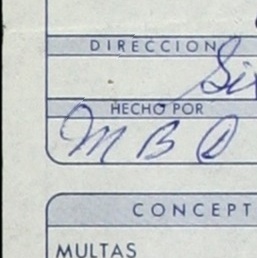 DIRECCION
HECHO POR
M B O
CONCEPT
MULTAS